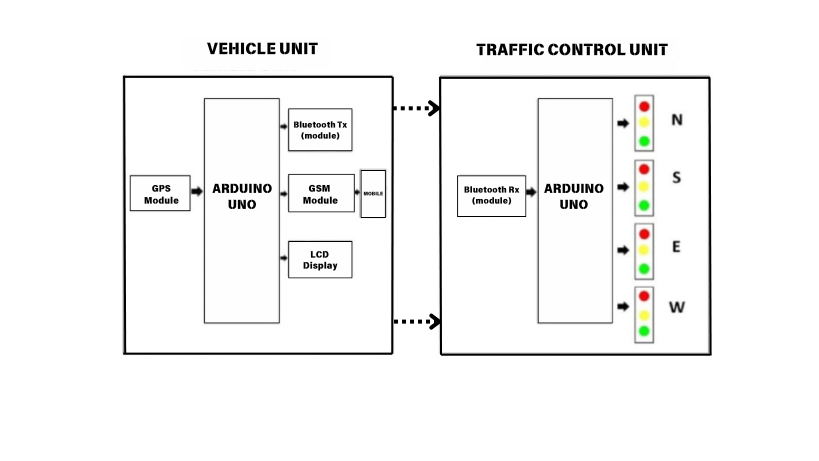 VEHICLE UNIT
TRAFFIC CONTROL UNIT
Bluetooth Tx
(module)
GPS
Module
ARDUINO
UNO
GSM
Module
MOBILE
LCD
Display
Bluetooth Rx
(module)
ARDUINO
UNO
N
S
E
W